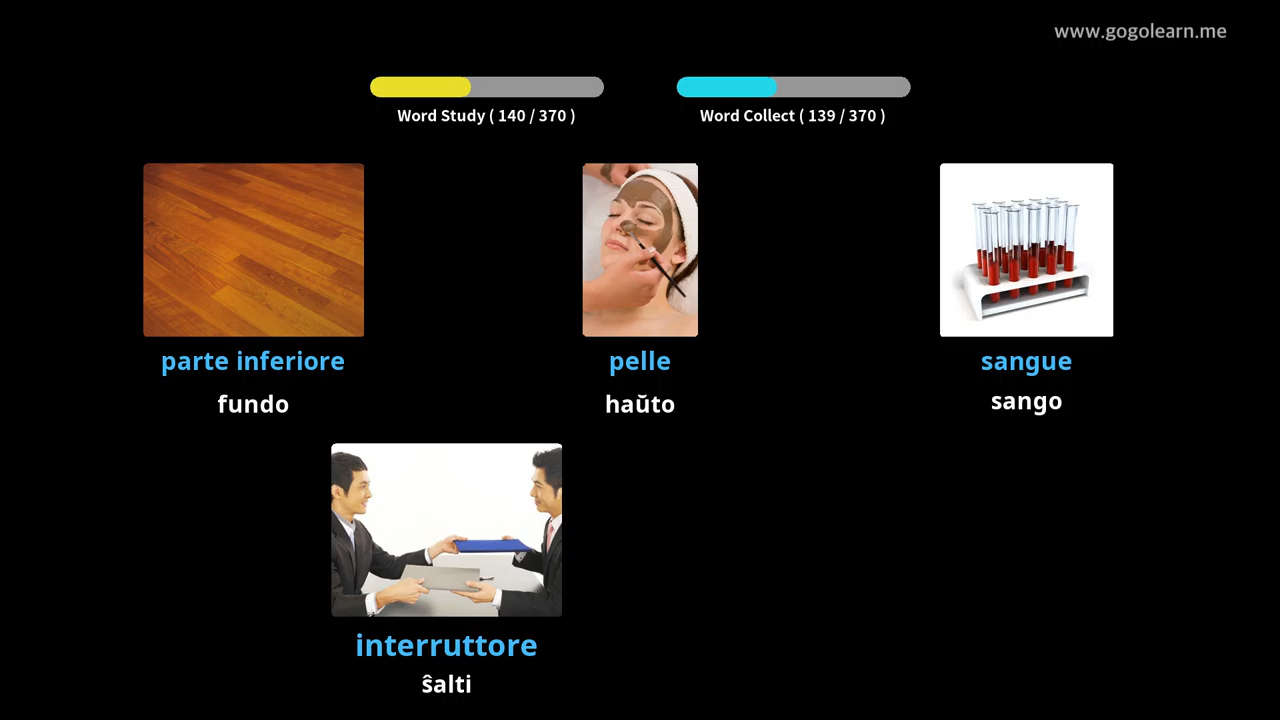 www.gogolearn.me
Word Study ( 140 / 370 )
Word Collect ( 139 / 370 )
parte inferiore
pelle
sangue
fundo
haŭto
sango
interruttore
ŝalti